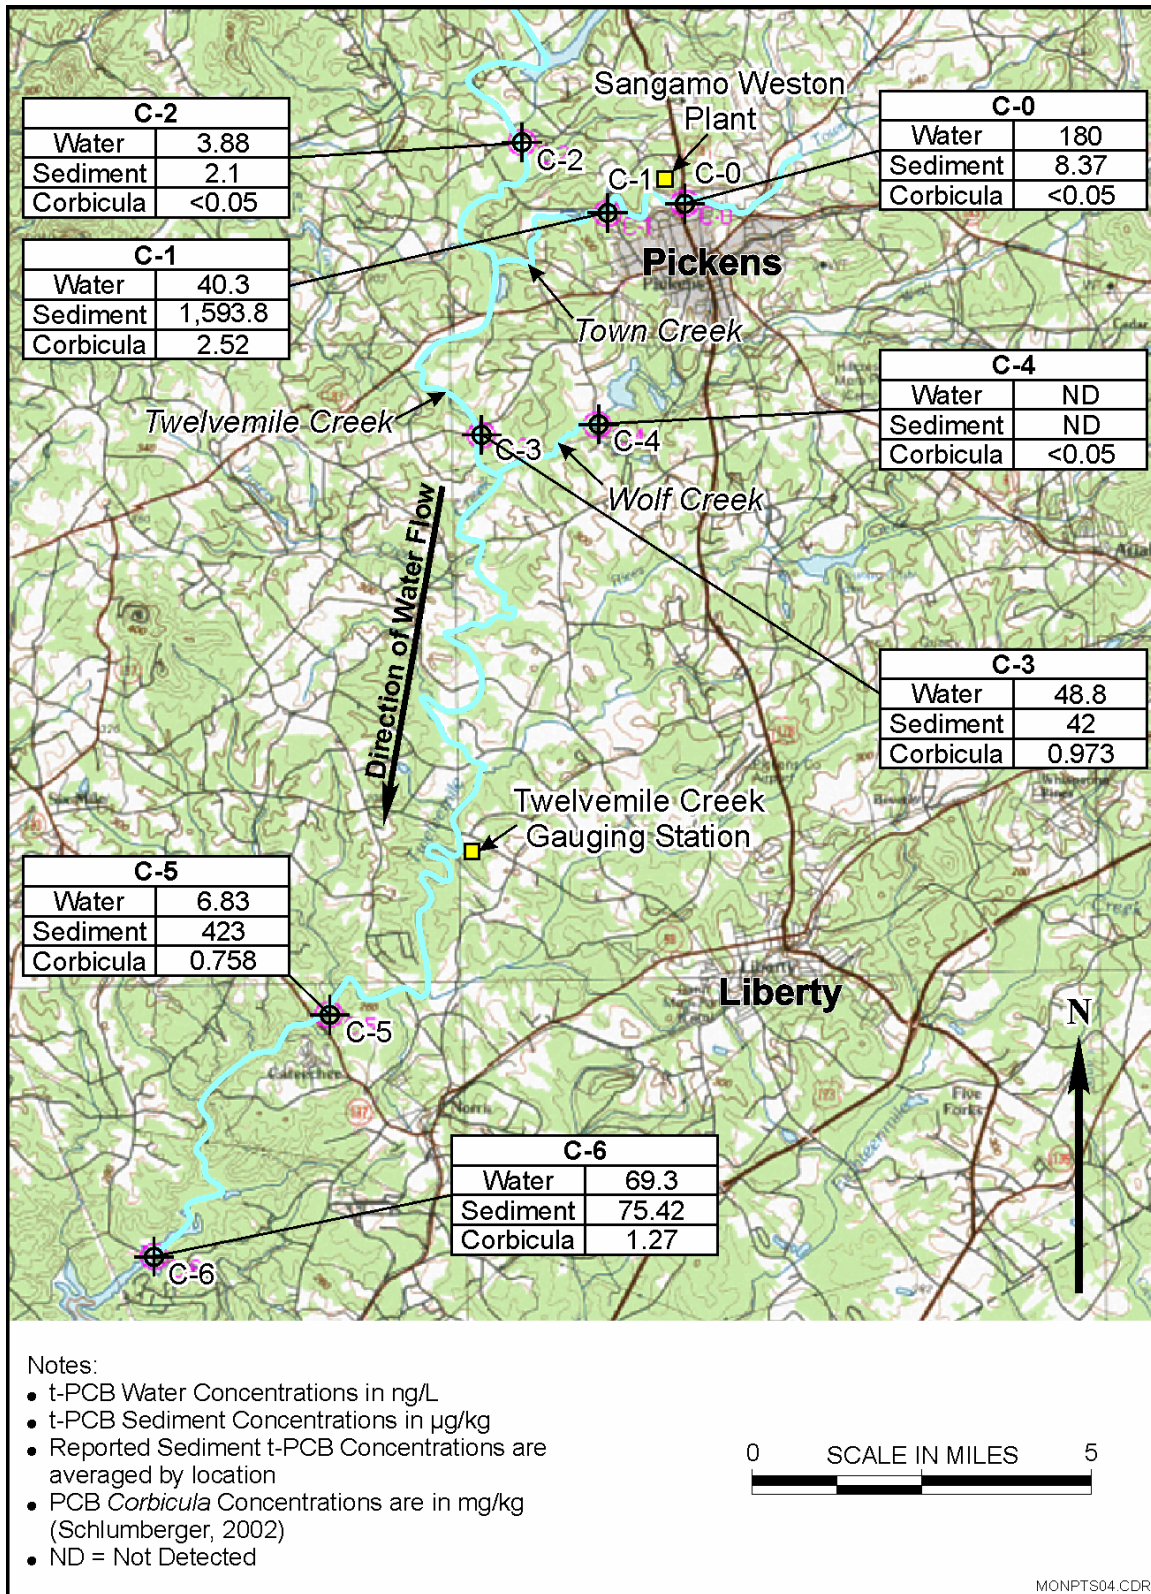 Sangamo Weston
Plant
C-2
Water 3.88
Sediment 2.1
Corbicula <0.05
C-0
Water 180
Sediment 8.37
Corbicula <0.05
C-2
C-1
C-0
C-1
Water 40.3
Sediment 1,593.8
Corbicula 2.52
Pickens
Town Creek
C-4
Water ND
Sediment ND
Corbicula <0.05
Twelvemile Creek
C-3
C-4
Wolf Creek
Direction of Water Flow
C-3
Water 48.8
Sediment 42
Corbicula 0.973
Twelvemile Creek
Gauging Station
C-5
Water 6.83
Sediment 423
Corbicula 0.758
Liberty
Liberty
C-5
N
Cateechee
Norris
Five
Forks
C-6
Water 69.3
Sediment 75.42
Corbicula 1.27
C-6
Notes:
• t-PCB Water Concentrations in ng/L
• t-PCB Sediment Concentrations in µg/kg
• Reported Sediment t-PCB Concentrations are
averaged by location
• PCB Corbicula Concentrations are in mg/kg
(Schlumberger, 2002)
• ND = Not Detected
0 SCALE IN MILES 5
MONPTS04.CDR